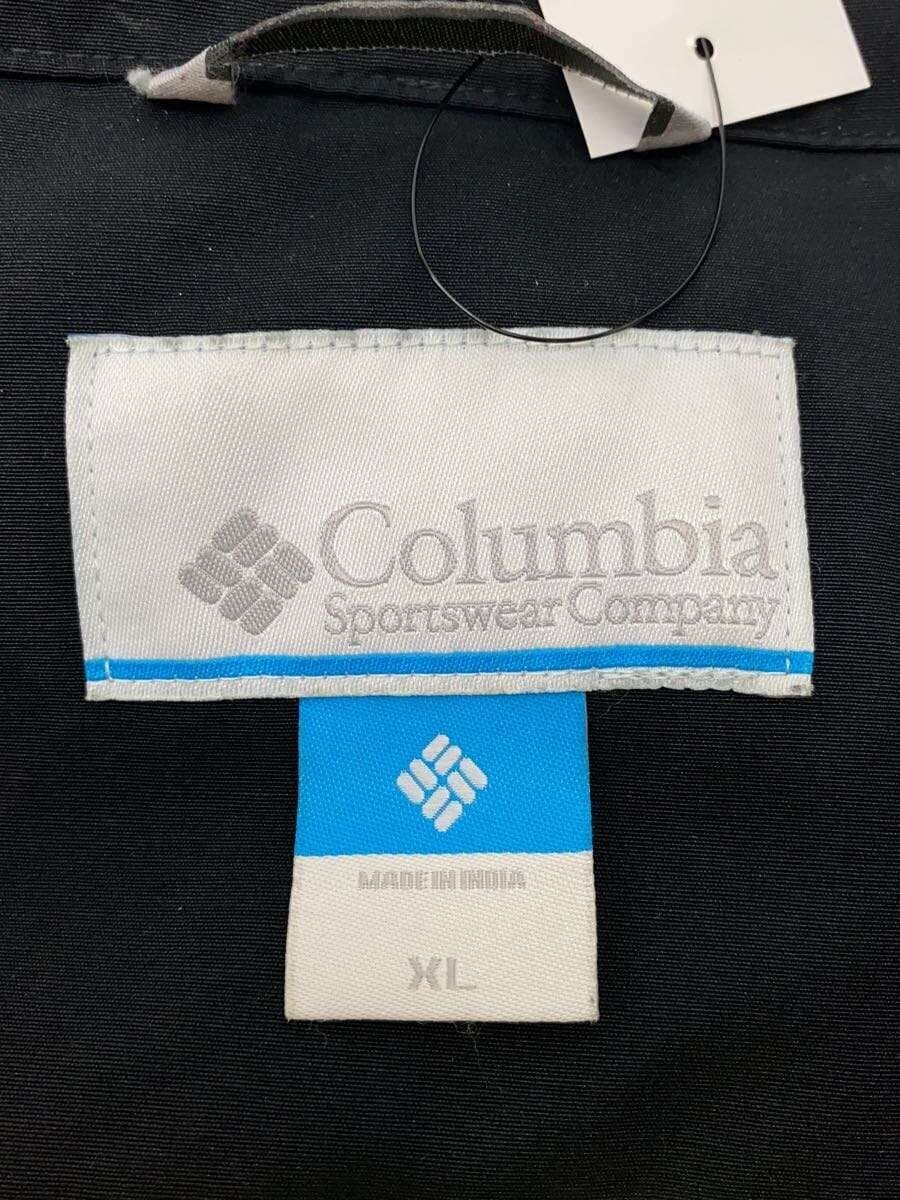 Columbia
Sportswear Company
MADE IN INDIA
XL